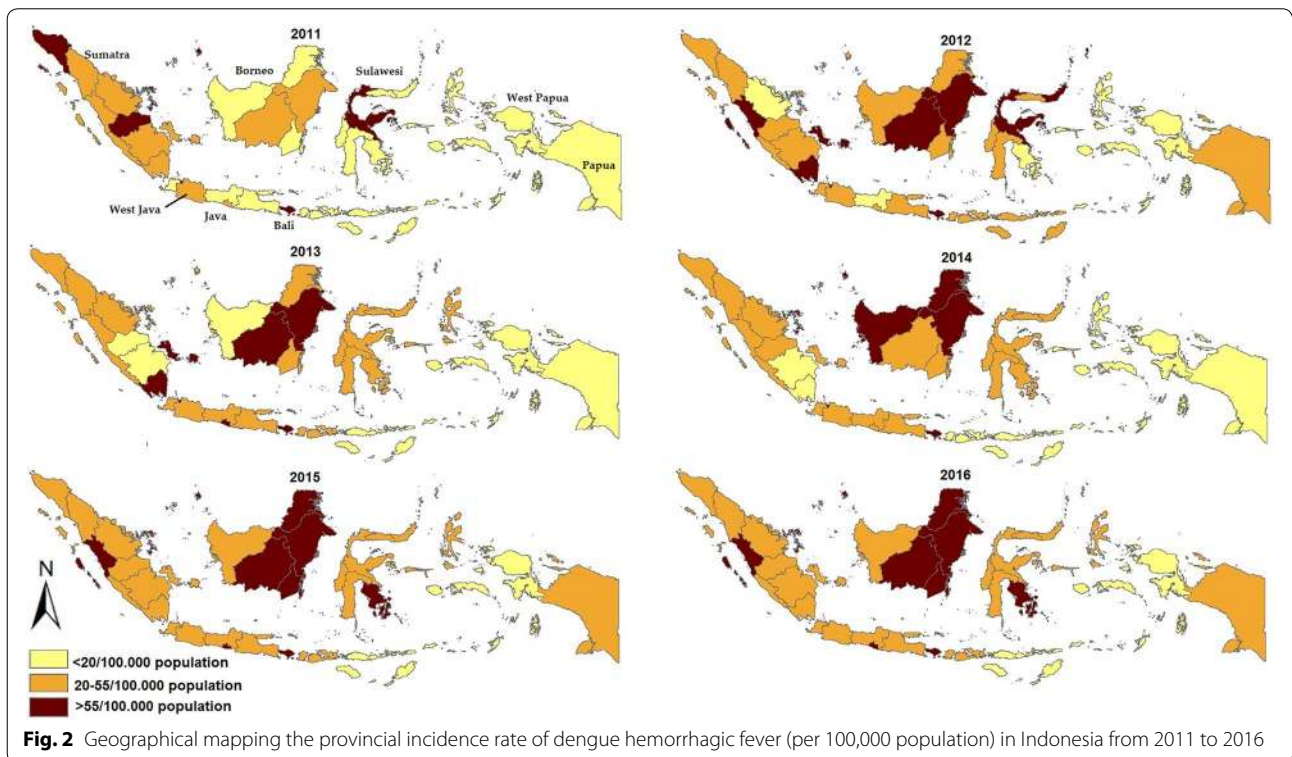 2011
Sumatra
Borneo
Sulawesi
West Papua
Papua
West Java
Java
Bali
2012
2013
2014
2015
2016
N
<20/100.000 population
20-55/100.000 population
>55/100.000 population
Fig. 2 Geographical mapping the provincial incidence rate of dengue hemorrhagic fever (per 100,000 population) in Indonesia from 2011 to 2016